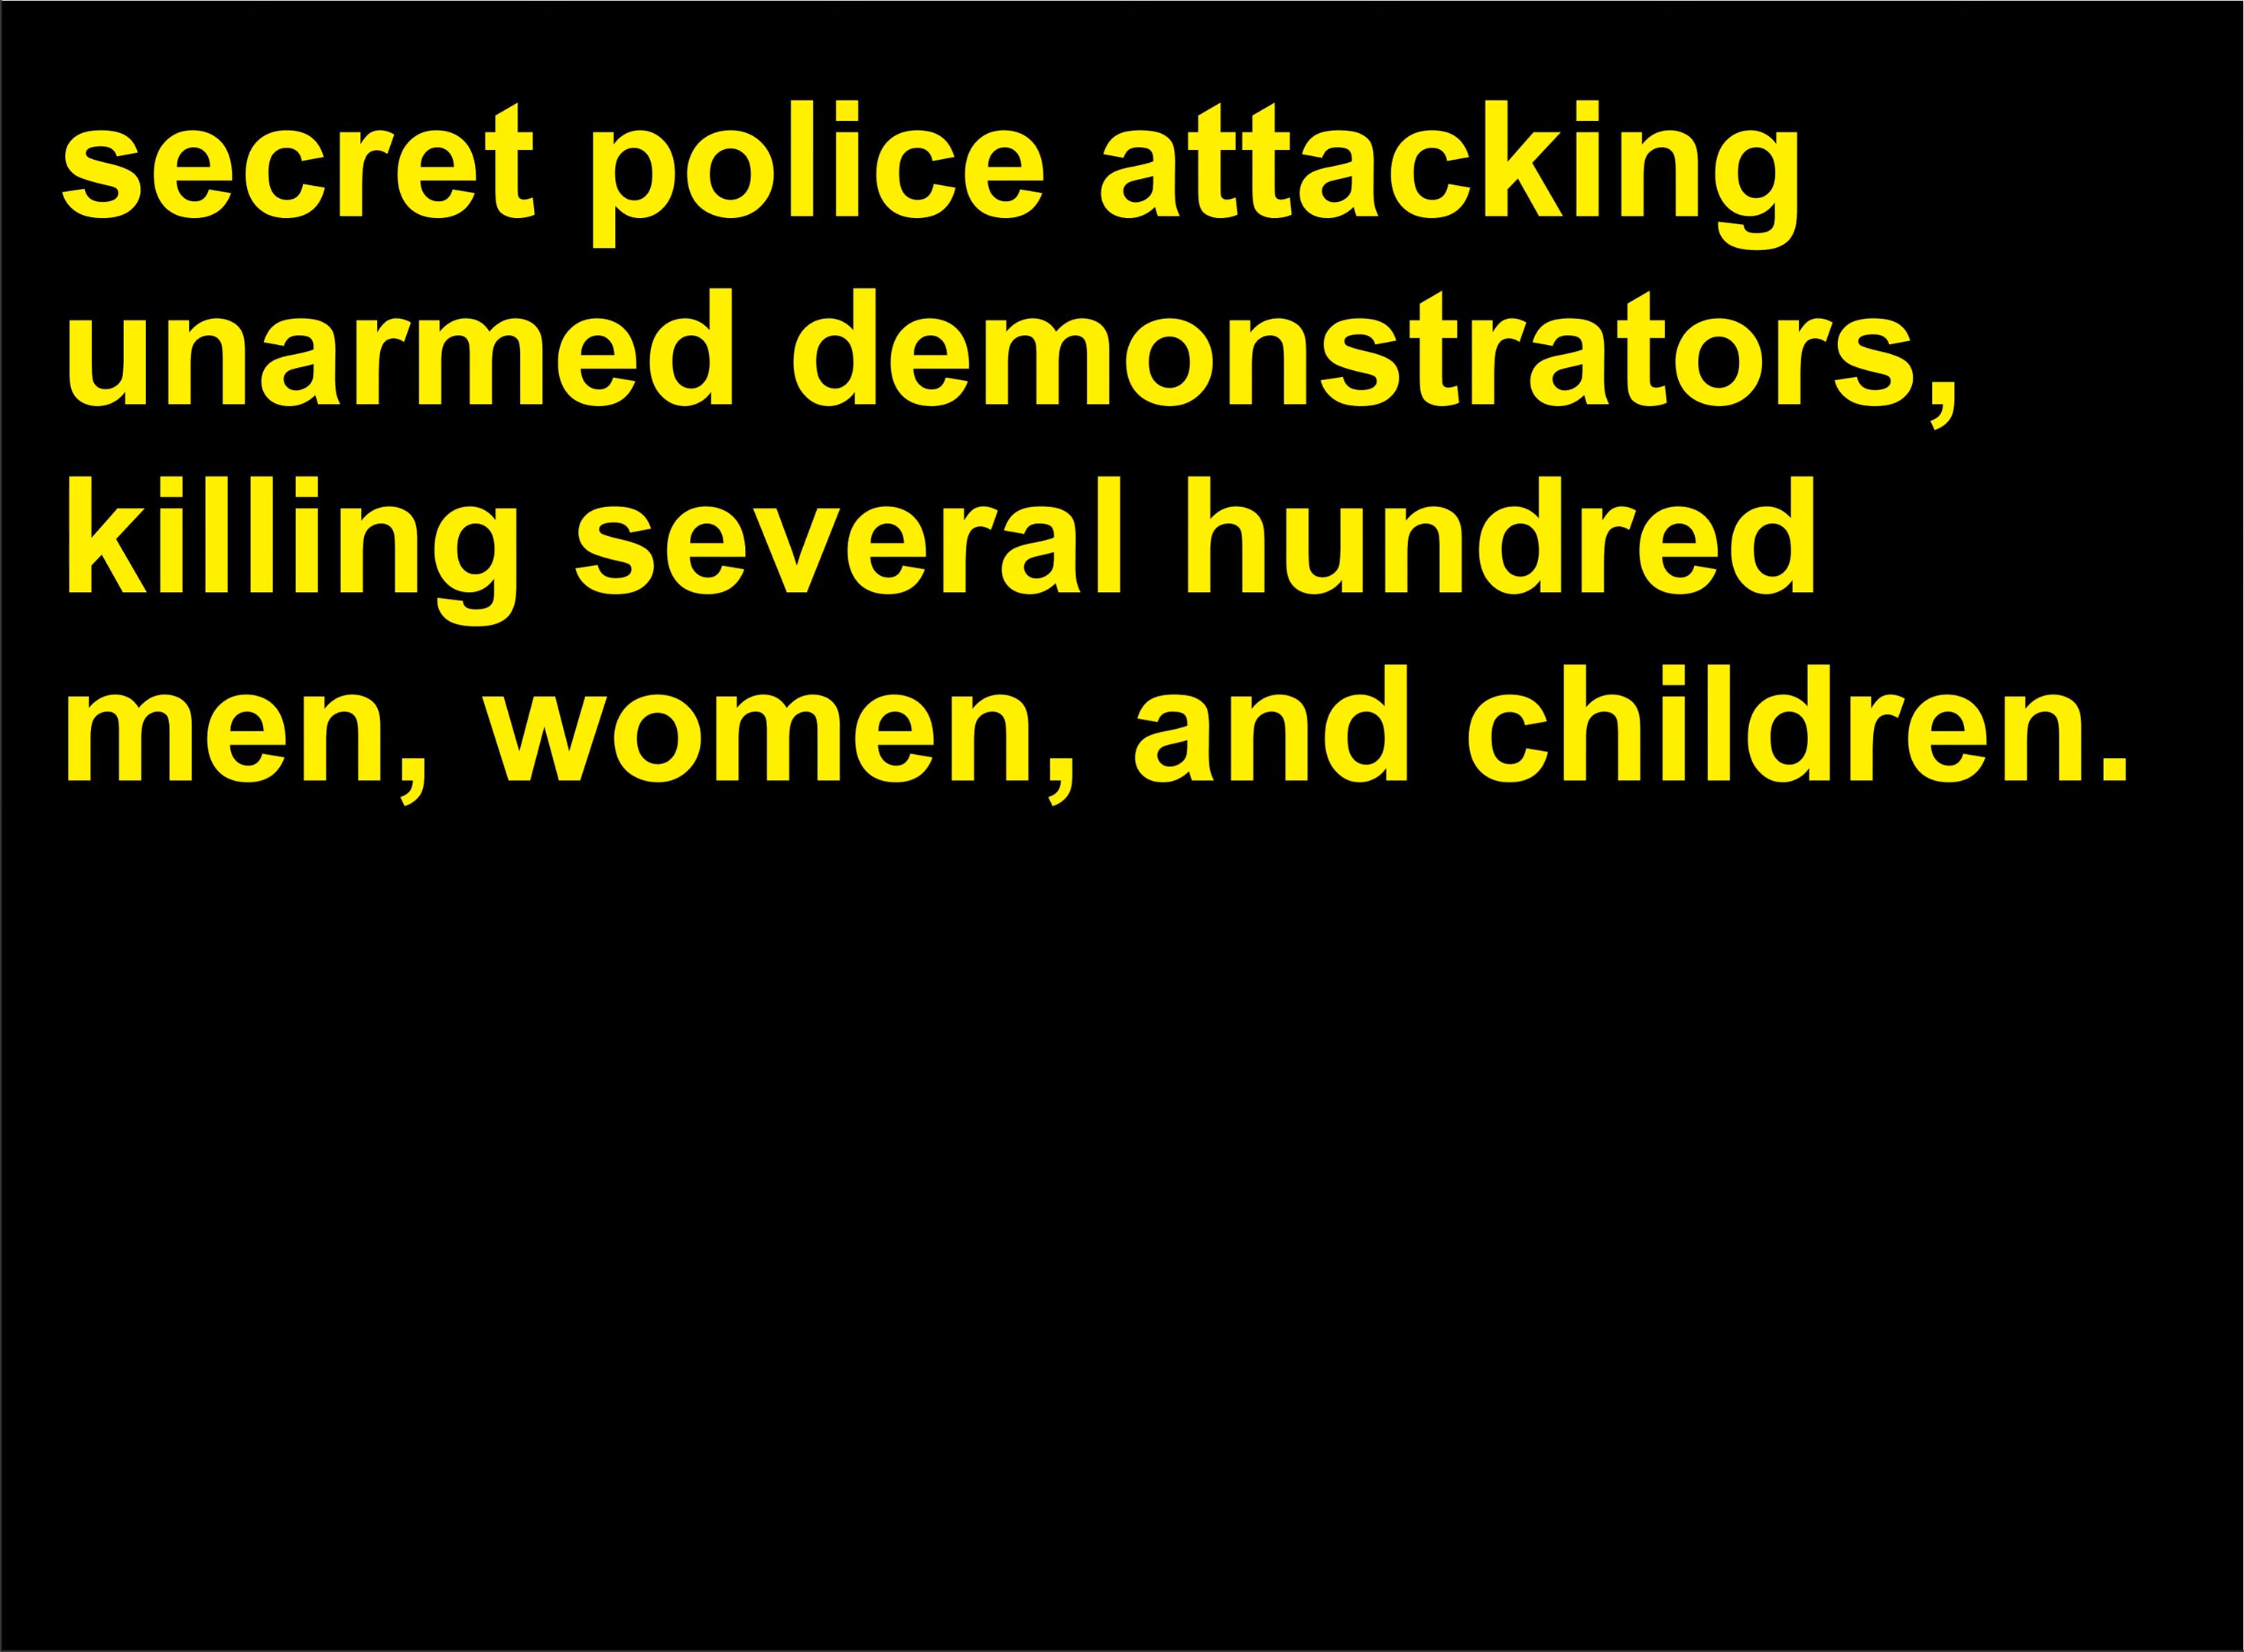 secret police attacking
unarmed demonstrators,
killing several hundred
men, women, and children.